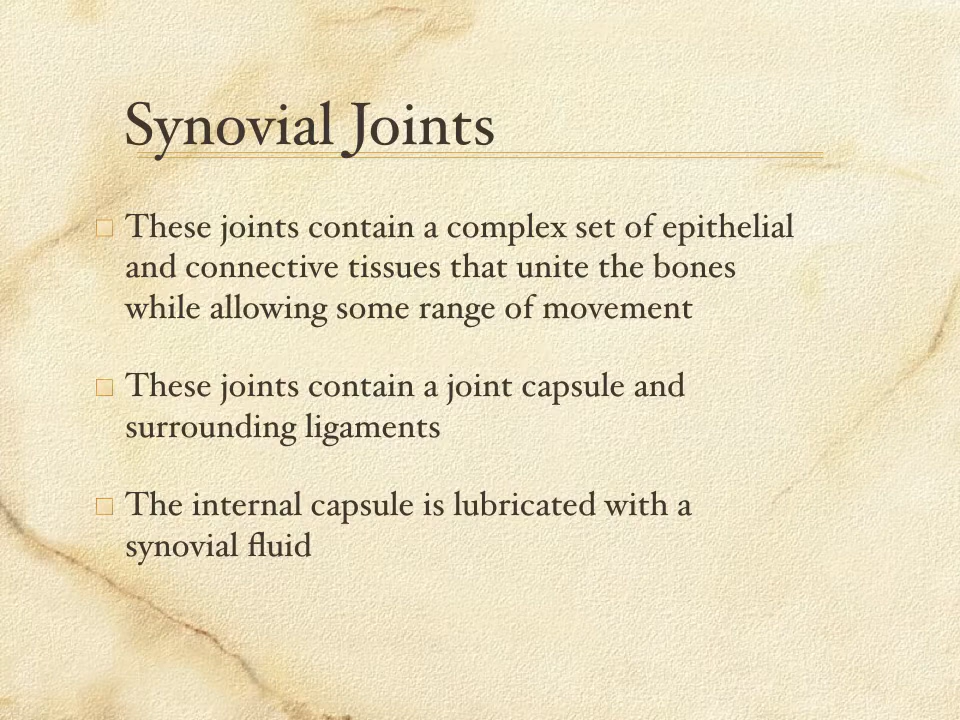 Synovial Joints
These joints contain a complex set of epithelial
and connective tissues that unite the bones
while allowing some range of movement
These joints contain a joint capsule and
surrounding ligaments
The internal capsule is lubricated with a
synovial fluid